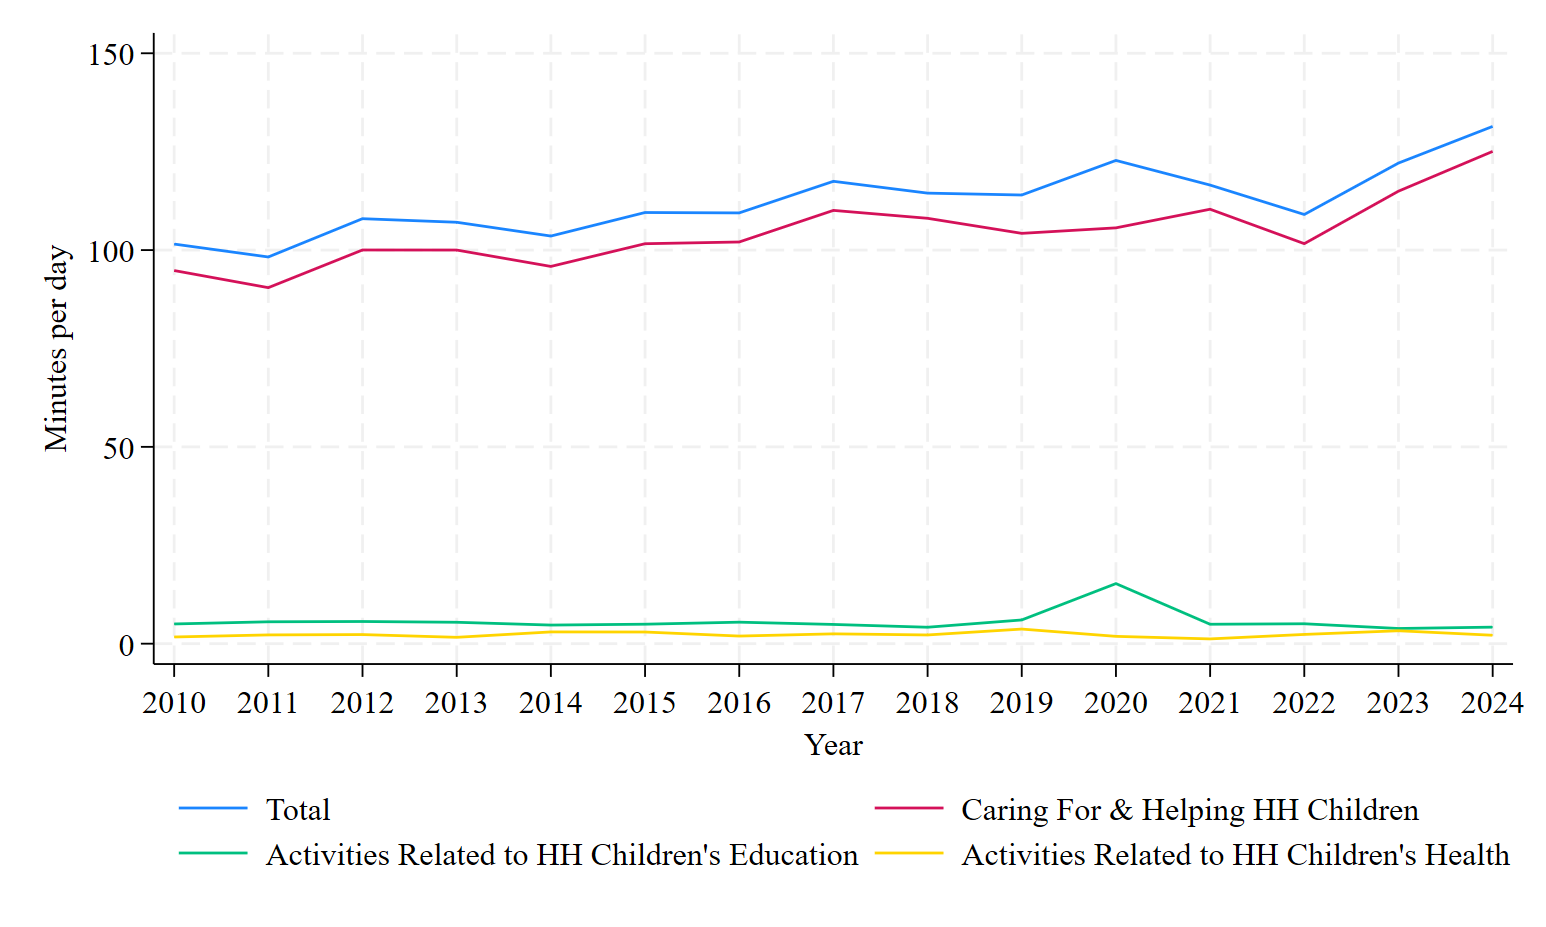 150
100
50
0
Minutes per day
2010 2011 2012 2013 2014 2015 2016 2017 2018 2019 2020 2021 2022 2023 2024
Year
Total
Caring For & Helping HH Children
Activities Related to HH Children's Education
Activities Related to HH Children's Health